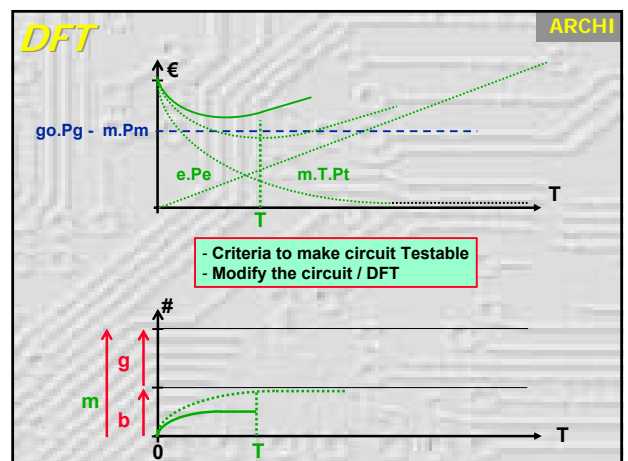 DFT
ARCHI
€
go.Pg - m.Pm
e.Pe
m.T.Pt
T
T
- Criteria to make circuit Testable
- Modify the circuit / DFT
#
g
m
b
T
0
T